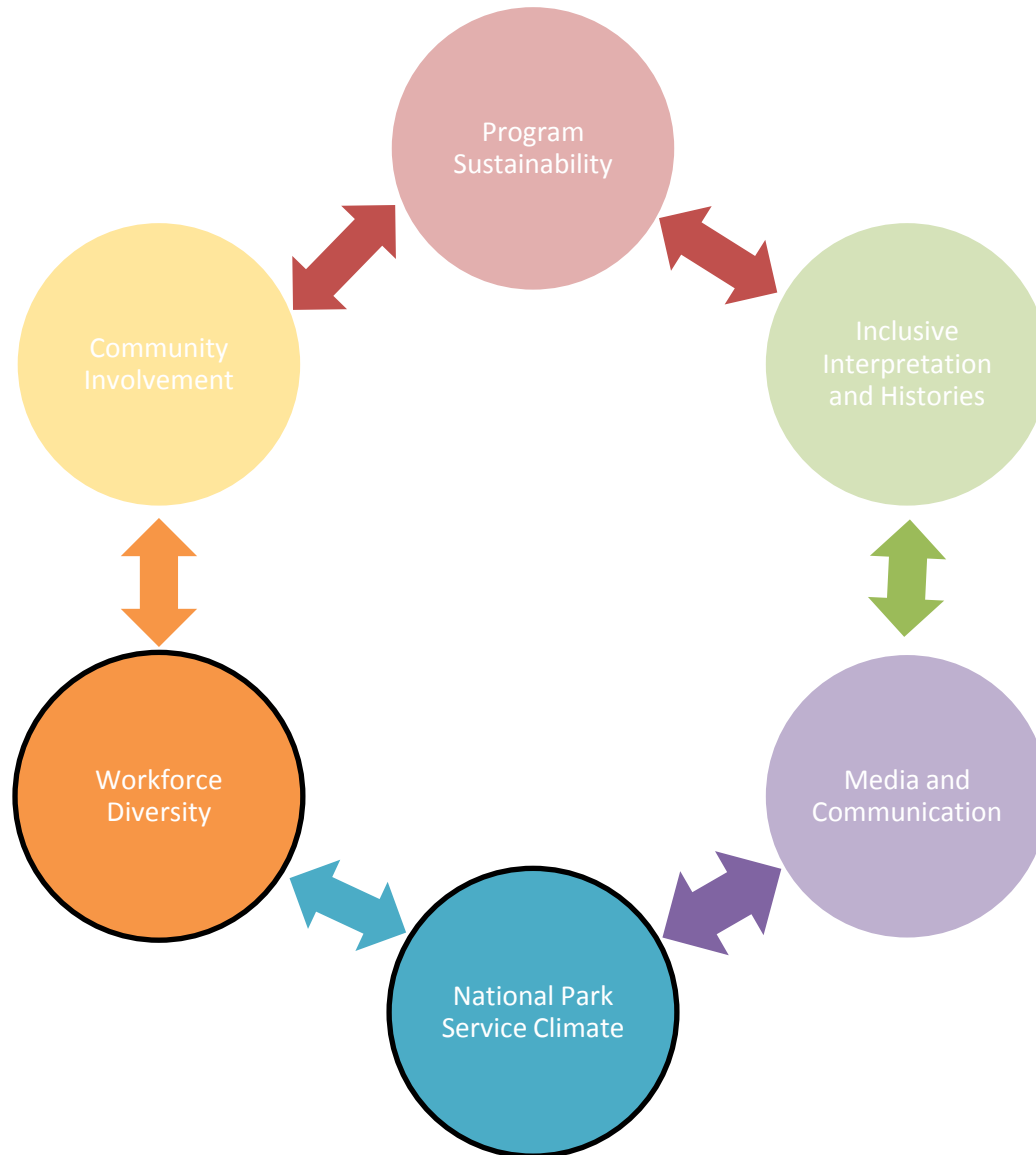 Program
Sustainability
Community
Involvement
Inclusive
Interpretation
and Histories
Workforce
Diversity
Media and
Communication
National Park
Service Climate